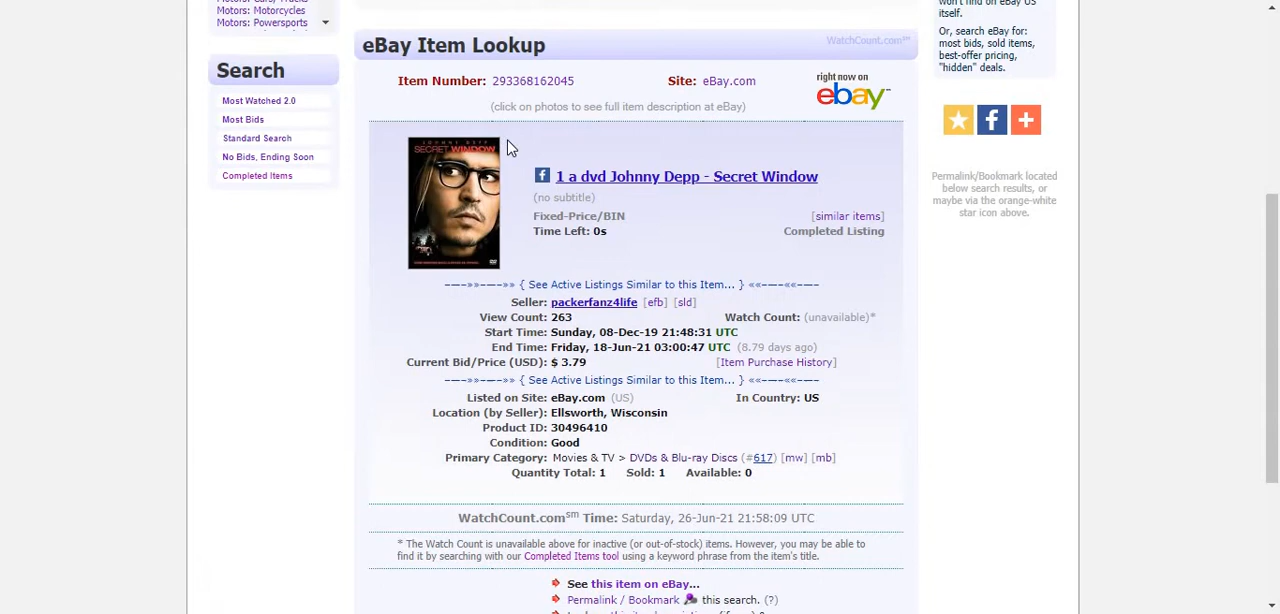 Motors: Motorcycles
Motors: Powersports
Search
Most Watched 2.0
Most Bids
Standard Search
No Bids, Ending Soon
Completed Items
eBay Item Lookup
WatchCount.com℠
Item Number: 293368162045 Site: eBay.com
right now on
ebay
(click on photos to see full item description at eBay)
JOHNNY DEPP
SECRET WINDOW
1 a dvd Johnny Depp - Secret Window
(no subtitle)
Fixed-Price/BIN [similar items]
Time Left: 0s Completed Listing
----»»---»» { See Active Listings Similar to this Item... } ««----««----
Seller: packerfanz4life [efb] [sld]
View Count: 263 Watch Count: (unavailable)*
Start Time: Sunday, 08-Dec-19 21:48:31 UTC
End Time: Friday, 18-Jun-21 03:00:47 UTC (8.79 days ago)
Current Bid/Price (USD): $ 3.79 [Item Purchase History]
----»»---»» { See Active Listings Similar to this Item... } ««----««----
Listed on Site: eBay.com (US) In Country: US
Location (by Seller): Ellsworth, Wisconsin
Product ID: 30496410
Condition: Good
Primary Category: Movies & TV > DVDs & Blu-ray Discs (#617) [mw] [mb]
Quantity Total: 1 Sold: 1 Available: 0
WatchCount.com℠ Time: Saturday, 26-Jun-21 21:58:09 UTC
* The Watch Count is unavailable above for inactive (or out-of-stock) items. However, you may be able to
find it by searching with our Completed Items tool using a keyword phrase from the item's title.
See this item on eBay...
Permalink / Bookmark this search. (?)
won't find on eBay US
itself.
Or, search eBay for:
most bids, sold items,
best-offer pricing,
"hidden" deals.
Permalink/Bookmark located
below search results, or
maybe via the orange-white
star icon above.